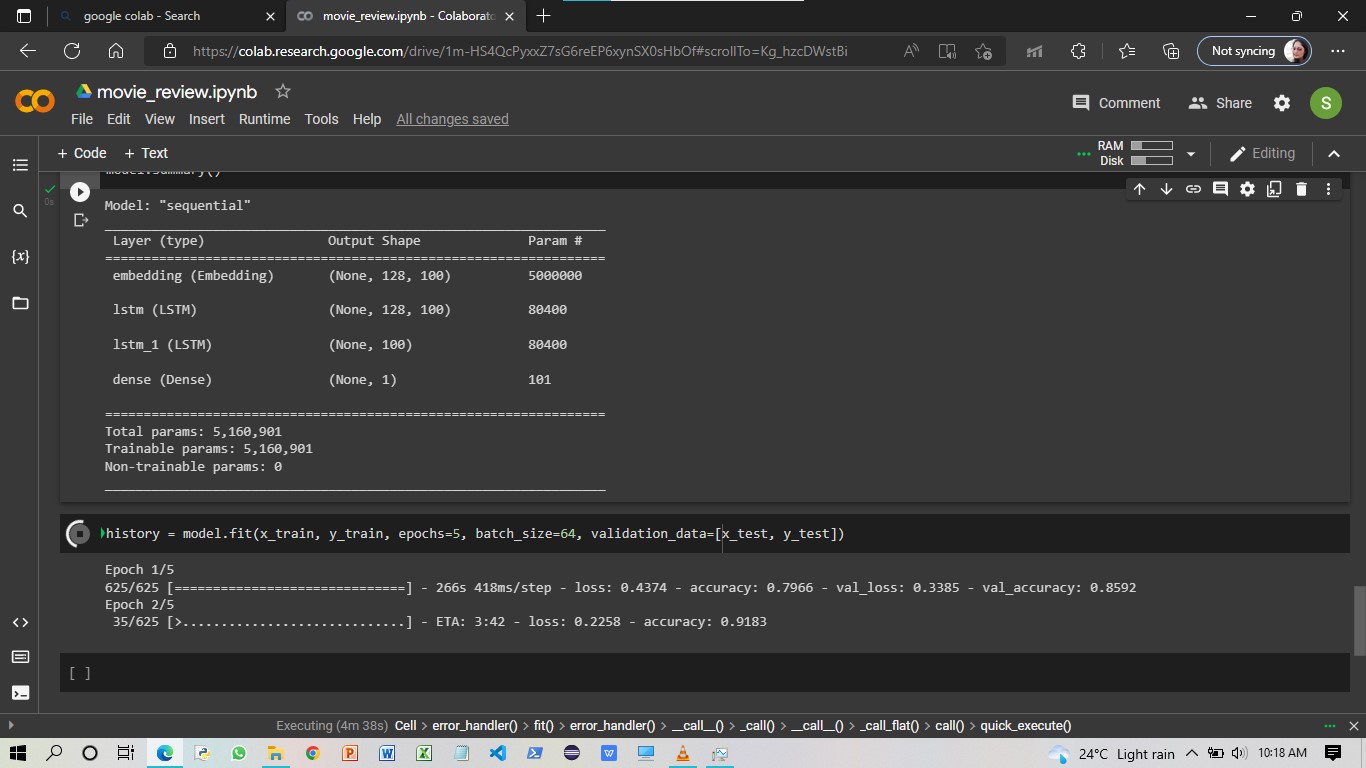 google colab - Search
movie_review.ipynb - Colaborato
https://colab.research.google.com/drive/1m-HS4QcPyxxZ7sG6reEP6xynSX0sHbOf#scrollTo=Kg_hzcDWstBi
Not syncing
movie_review.ipynb
File Edit View Insert Runtime Tools Help All changes saved
Comment Share S
+ Code + Text
RAM
Disk
Editing
model.summary()
0s
Model: "sequential"
Layer (type) Output Shape Param #
=================================================================
embedding (Embedding) (None, 128, 100) 5000000
lstm (LSTM) (None, 128, 100) 80400
lstm_1 (LSTM) (None, 100) 80400
dense (Dense) (None, 1) 101
=================================================================
Total params: 5,160,901
Trainable params: 5,160,901
Non-trainable params: 0
history = model.fit(x_train, y_train, epochs=5, batch_size=64, validation_data=[x_test, y_test])
Epoch 1/5
625/625 [==============================] - 266s 418ms/step - loss: 0.4374 - accuracy: 0.7966 - val_loss: 0.3385 - val_accuracy: 0.8592
Epoch 2/5
35/625 [>.............................] - ETA: 3:42 - loss: 0.2258 - accuracy: 0.9183
[ ]
Executing (4m 38s) Cell > error_handler() > fit() > error_handler() > __call__() > _call() > __call__() > _call_flat() > call() > quick_execute()
24°C Light rain 10:18 AM